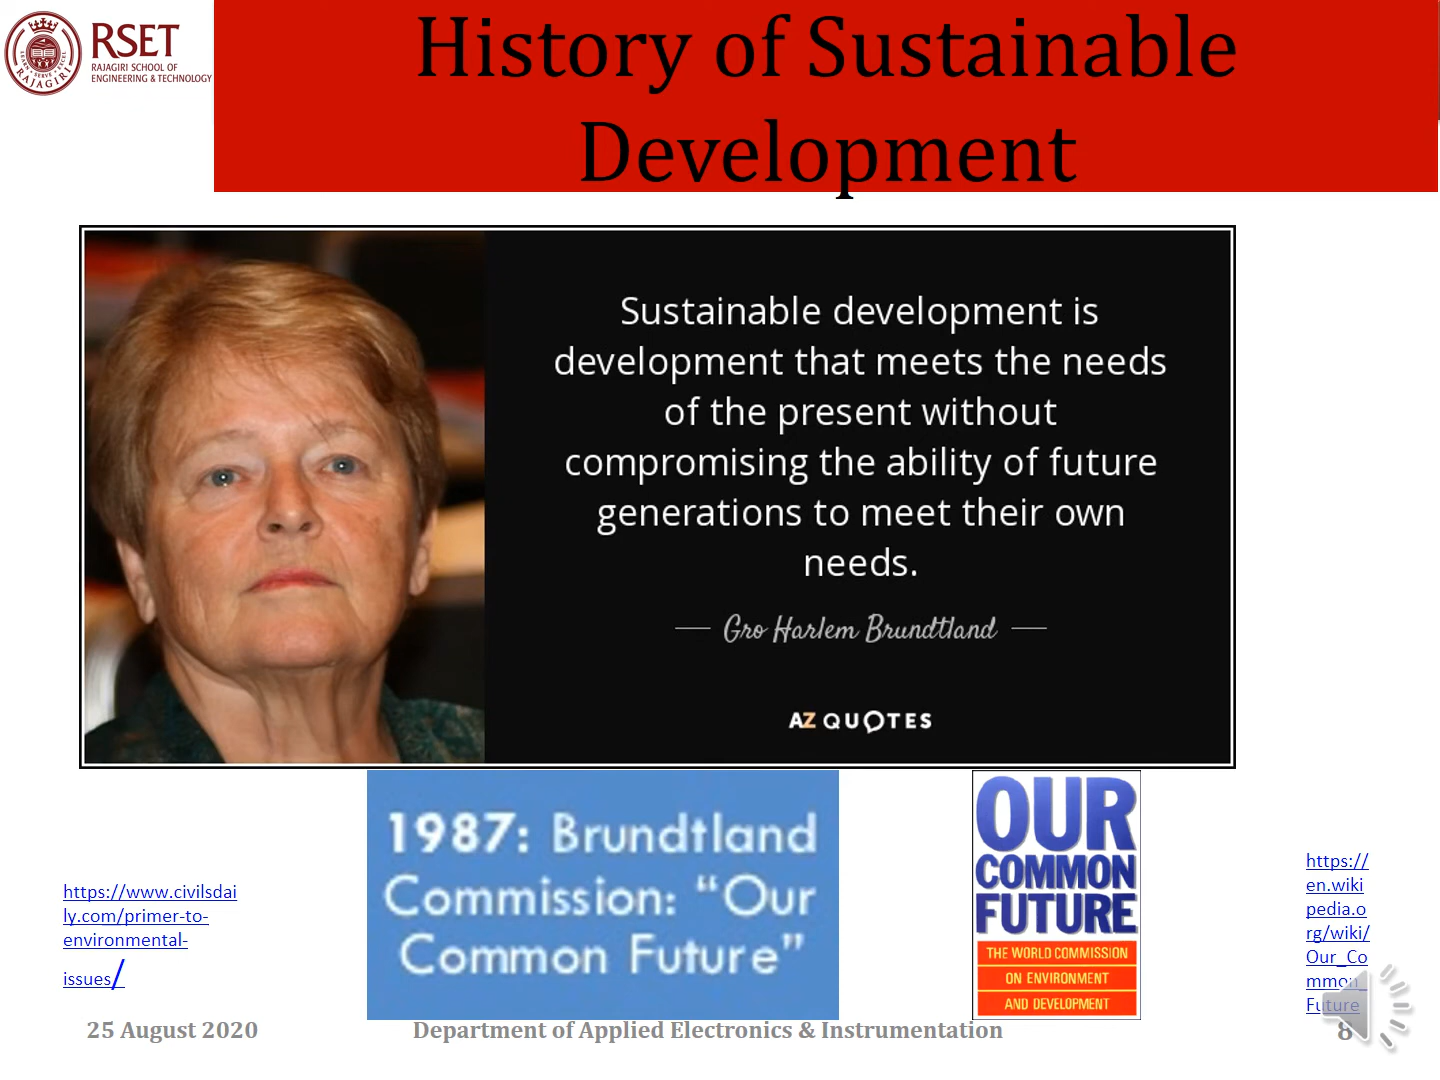 RSET
RAJAGIRI SCHOOL OF
ENGINEERING & TECHNOLOGY
RAJAGIRI
History of Sustainable
Development
Sustainable development is
development that meets the needs
of the present without
compromising the ability of future
generations to meet their own
needs.
Gro Harlem Brundtland
AZ QUOTES
1987: Brundtland
Commission: “Our
Common Future”
OUR
COMMON
FUTURE
THE WORLD COMMISSION
ON ENVIRONMENT
AND DEVELOPMENT
https://www.civilsdai
ly.com/primer-to-
environmental-
issues/
https://
en.wiki
pedia.o
rg/wiki/
Our_Co
mmon_
Future
25 August 2020
Department of Applied Electronics & Instrumentation
8